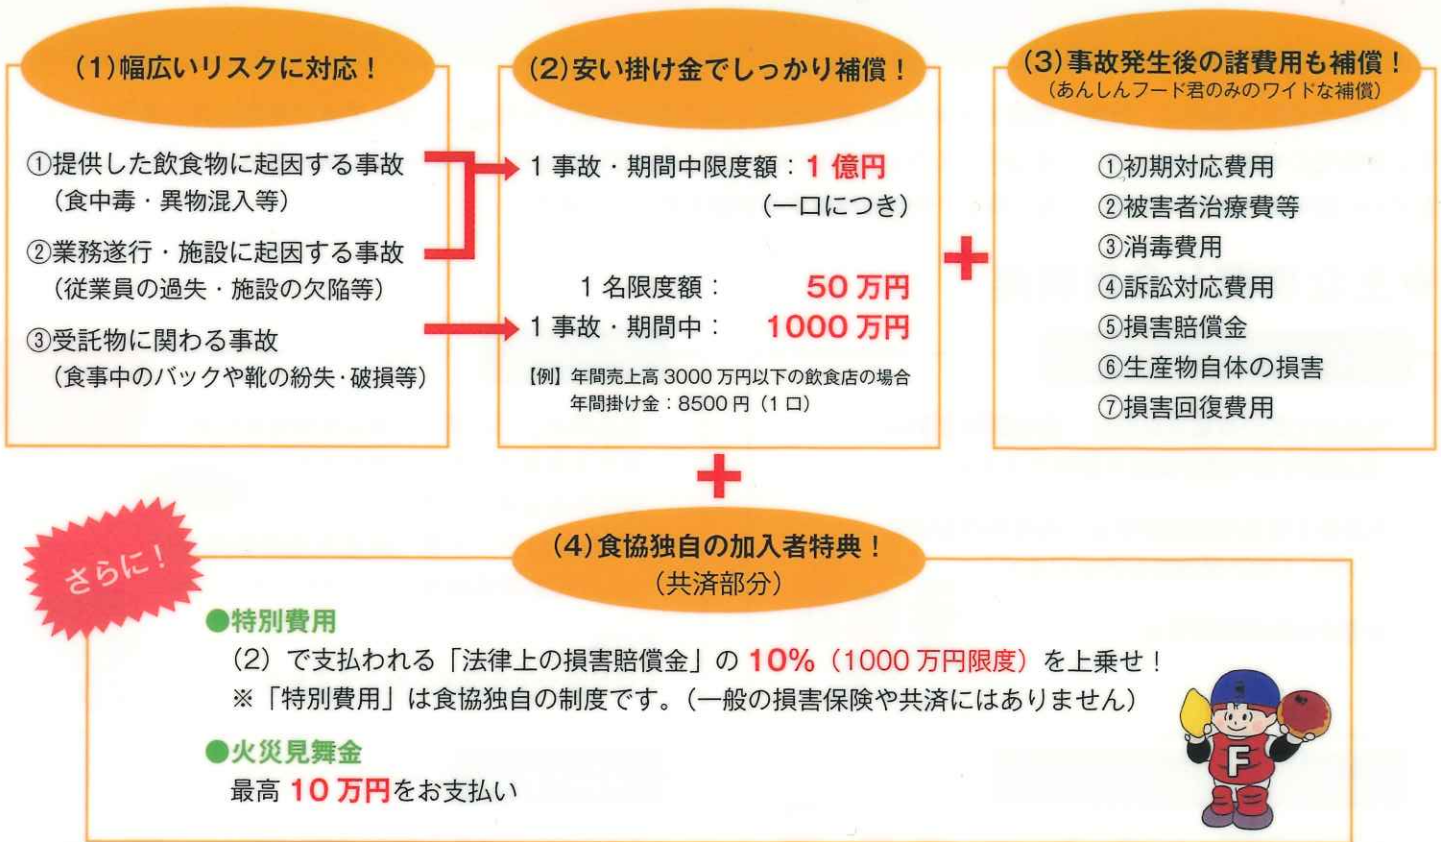 (1)幅広いリスクに対応!
①提供した飲食物に起因する事故
(食中毒・異物混入等)
②業務遂行・施設に起因する事故
(従業員の過失・施設の欠陥等)
③受託物に関わる事故
(食事中のバックや靴の紛失・破損等)
(2)安い掛け金でしっかり補償!
1事故・期間中限度額:1億円
(一口につき)
1名限度額: 50万円
1事故・期間中: 1000万円
【例】年間売上高3000万円以下の飲食店の場合
年間掛け金:8500円(1口)
+
(3)事故発生後の諸費用も補償!
(あんしんフード君のみのワイドな補償)
①初期対応費用
②被害者治療費等
③消毒費用
④訴訟対応費用
⑤損害賠償金
⑥生産物自体の損害
⑦損害回復費用
+
さらに!
(4)食協独自の加入者特典!
(共済部分)
●特別費用
(2)で支払われる「法律上の損害賠償金」の10%(1000万円限度)を上乗せ!
※「特別費用」は食協独自の制度です。(一般の損害保険や共済にはありません)
●火災見舞金
最高10万円をお支払い
F